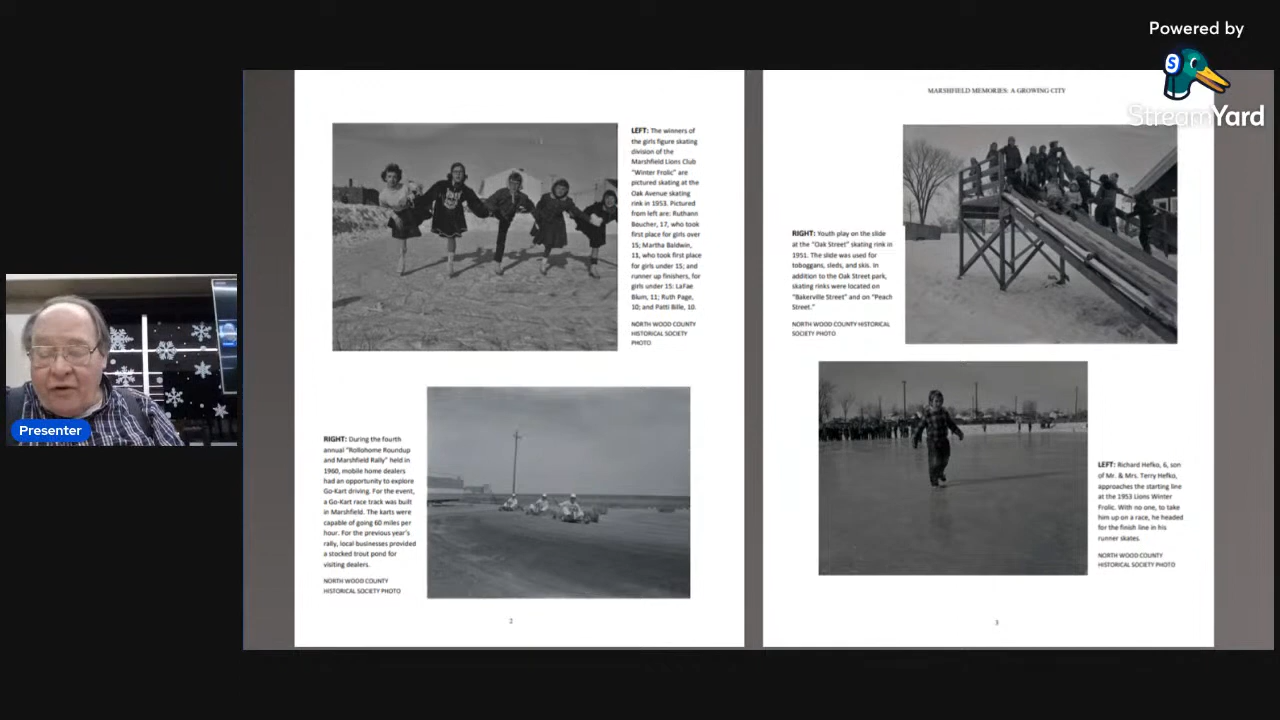 Powered by
StreamYard
Presenter
LEFT: The winners of
the girls figure skating
division of the
Marshfield Lions Club
"Winter Frolic" are
pictured skating at the
Oak Avenue skating
rink in 1953. Pictured
from left are: Ruthann
Boucher, 17, who took
first place for girls over
15; Martha Baldwin,
11, who took first place
for girls under 15; and
runner up finishers, for
girls under 15: LaFae
Blum, 11; Ruth Page,
10; and Patti Bille, 10.
NORTH WOOD COUNTY
HISTORICAL SOCIETY
PHOTO
RIGHT: During the fourth
annual "Rollohome Roundup
and Marshfield Rally" held in
1960, mobile home dealers
had an opportunity to explore
Go-Kart driving. For the event,
a Go-Kart race track was built
in Marshfield. The karts were
capable of going 60 miles per
hour. For the previous year's
rally, local businesses provided
a stocked trout pond for
visiting dealers.
NORTH WOOD COUNTY
HISTORICAL SOCIETY PHOTO
2
MARSHFIELD MEMORIES: A GROWING CITY
RIGHT: Youth play on the slide
at the "Oak Street" skating rink in
1951. The slide was used for
toboggans, sleds, and skis. In
addition to the Oak Street park,
skating rinks were located on
"Bakerville Street" and on "Peach
Street."
NORTH WOOD COUNTY HISTORICAL
SOCIETY PHOTO
LEFT: Richard Hefko, 6, son
of Mr. & Mrs. Terry Hefko,
approaches the starting line
at the 1953 Lions Winter
Frolic. With no one, to take
him up on a race, he headed
for the finish line in his
runner skates.
NORTH WOOD COUNTY
HISTORICAL SOCIETY PHOTO
3